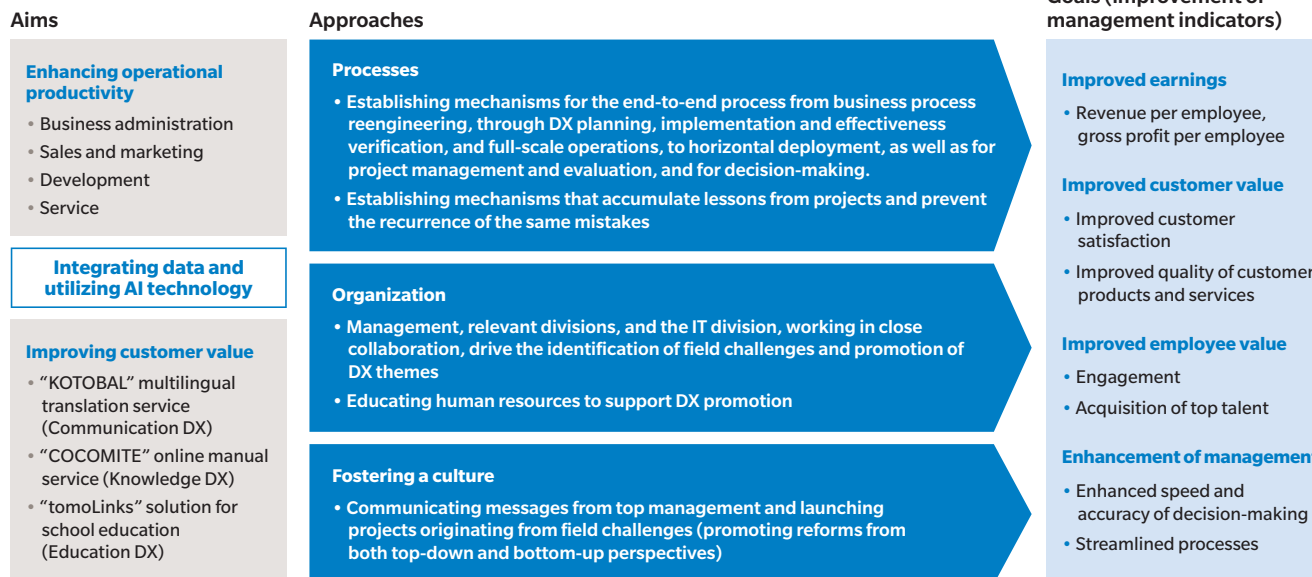 Aims
Enhancing operational
productivity
• Business administration
• Sales and marketing
• Development
• Service
Integrating data and
utilizing AI technology
Improving customer value
• “KOTOBAL” multilingual
translation service
(Communication DX)
• “COCOMITE” online manual
service (Knowledge DX)
• “tomoLinks” solution for
school education
(Education DX)
Approaches
Processes
• Establishing mechanisms for the end-to-end process from business process
reengineering, through DX planning, implementation and effectiveness
verification, and full-scale operations, to horizontal deployment, as well as for
project management and evaluation, and for decision-making.
• Establishing mechanisms that accumulate lessons from projects and prevent
the recurrence of the same mistakes
Organization
• Management, relevant divisions, and the IT division, working in close
collaboration, drive the identification of field challenges and promotion of
DX themes
• Educating human resources to support DX promotion
Fostering a culture
• Communicating messages from top management and launching
projects originating from field challenges (promoting reforms from
both top-down and bottom-up perspectives)
Goals (improvement of
management indicators)
Improved earnings
• Revenue per employee,
gross profit per employee
Improved customer value
• Improved customer
satisfaction
• Improved quality of customer
products and services
Improved employee value
• Engagement
• Acquisition of top talent
Enhancement of management
• Enhanced speed and
accuracy of decision-making
• Streamlined processes